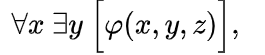 ∀x ∃y [φ(x, y, z)],